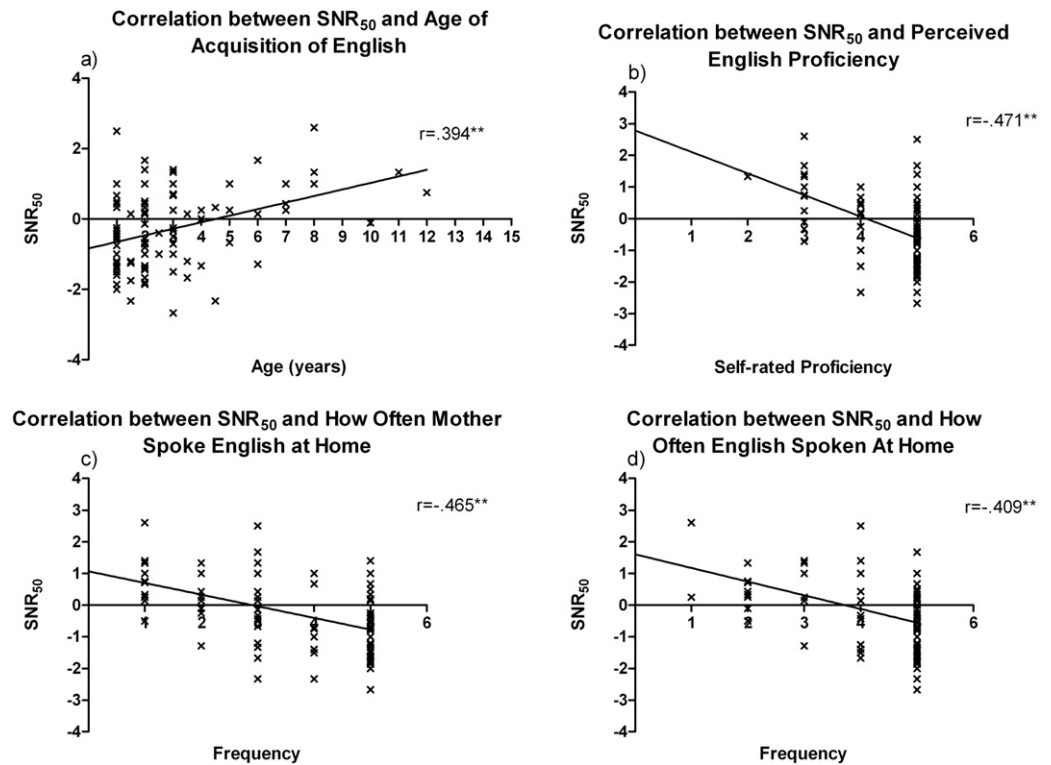 Correlation between SNR50 and Age of
Acquisition of English
a)
r=.394**
4
2
0
-2
-4
SNR50
1 2 3 4 5 6 7 8 9 10 11 12 13 14 15
Age (years)
Correlation between SNR50 and Perceived
English Proficiency
b)
r=-.471**
4
3
2
1
0
-1
-2
-3
-4
SNR50
1 2 3 4 6
Self-rated Proficiency
Correlation between SNR50 and How Often Mother
Spoke English at Home
c)
r=-.465**
4
3
2
1
0
-1
-2
-3
-4
SNR50
1 2 4 6
Frequency
Correlation between SNR50 and How
Often English Spoken At Home
d)
r=-.409**
4
3
2
1
0
-1
-2
-3
-4
SNR50
1 2 3 4 6
Frequency